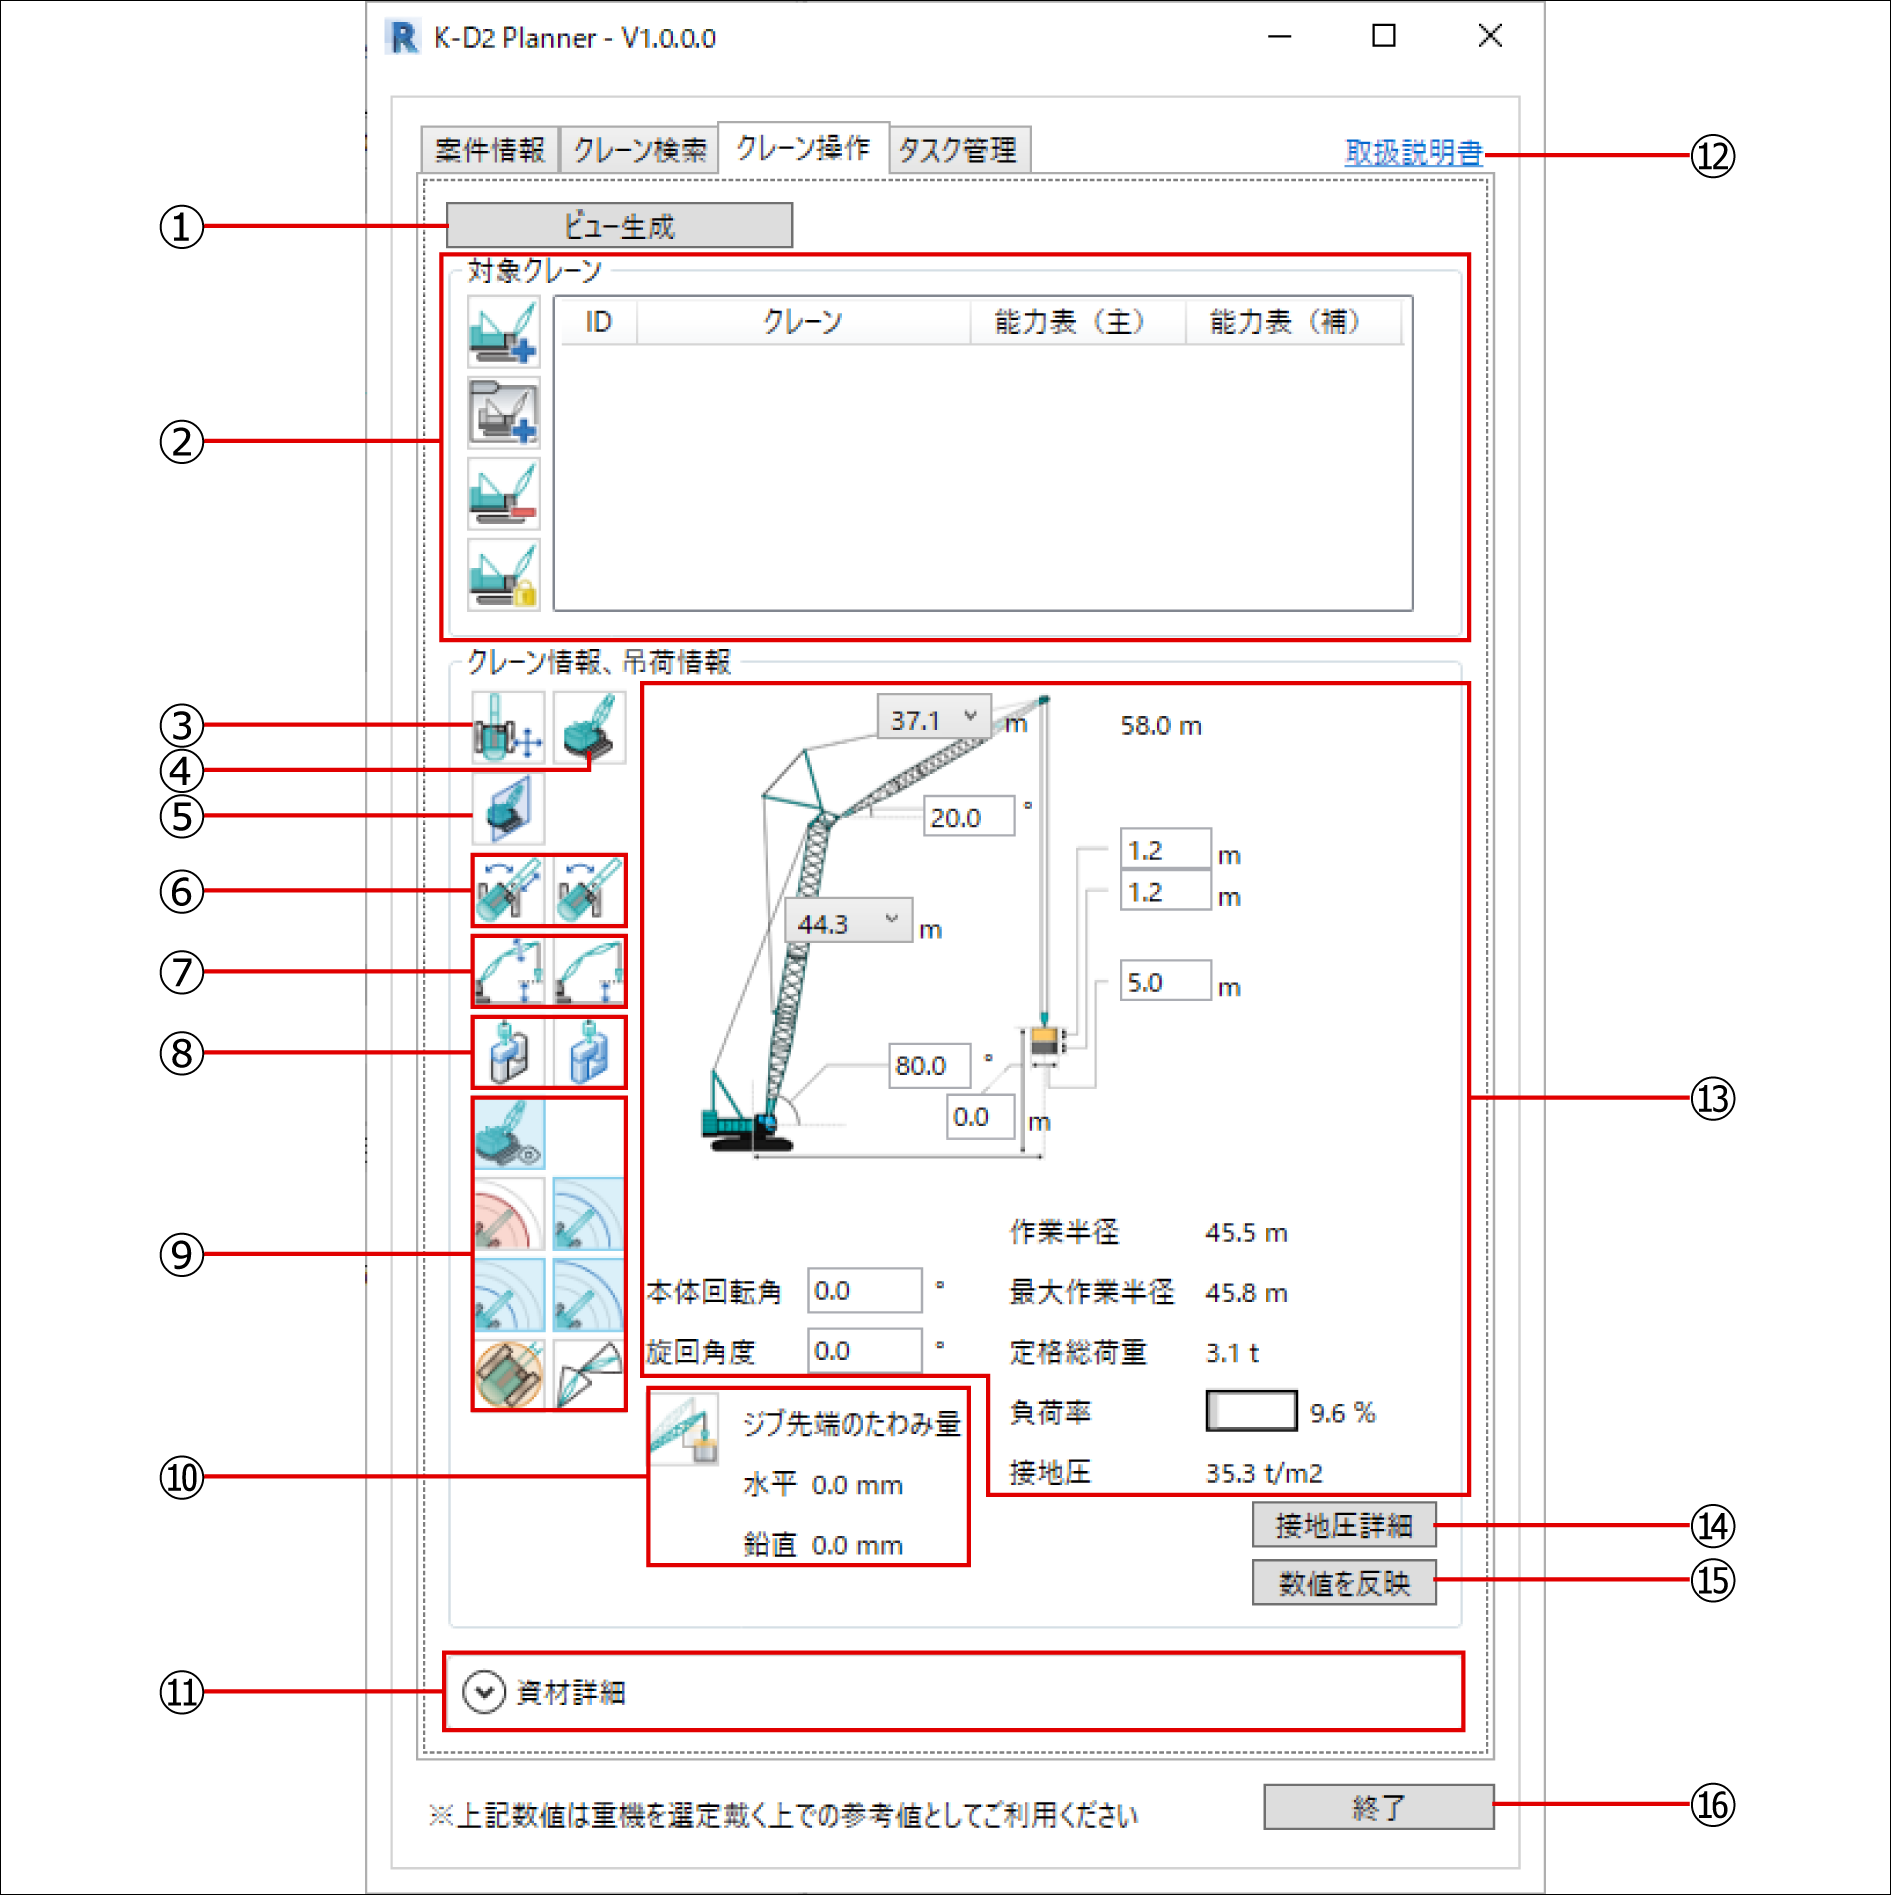 K-D2 Planner - V1.0.0.0
案件情報 クレーン検索 クレーン操作 タスク管理 取扱説明書 ⑫
① ビュー生成
対象クレーン
ID クレーン 能力表（主） 能力表（補）
②
クレーン情報、吊荷情報
③ 37.1 m 58.0 m
④
⑤ 20.0 °
1.2 m
⑥ 1.2 m
44.3 m
⑦ 5.0 m
⑧ 80.0 °
0.0 m ⑬
⑨ 作業半径 45.5 m
本体回転角 0.0 ° 最大作業半径 45.8 m
旋回角度 0.0 ° 定格総荷重 3.1 t
負荷率 9.6 %
ジブ先端のたわみ量
⑩ 水平 0.0 mm 接地圧 35.3 t/m2
鉛直 0.0 mm 接地圧詳細 ⑭
数値を反映 ⑮
⑪ 資材詳細
※上記数値は重機を選定戴く上での参考値としてご利用ください 終了 ⑯